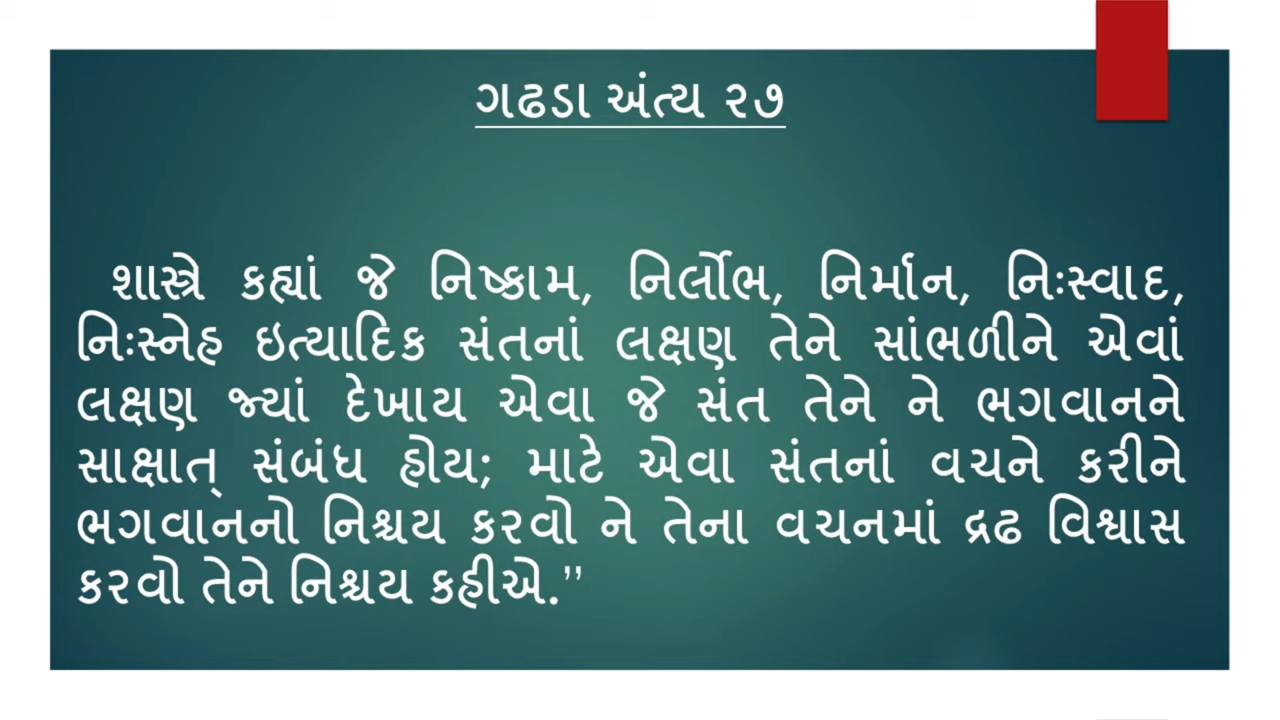 ગઢડા અંત્ય ૨૭
શાસ્ત્રે કહ્યાં જે નિષ્કામ, નિર્લોભ, નિર્માન, નિઃસ્વાદ,
નિઃસ્નેહ ઇત્યાદિક સંતનાં લક્ષણ તેને સાંભળીને એવાં
લક્ષણ જ્યાં દેખાય એવા જે સંત તેને ને ભગવાનને
સાક્ષાત્ સંબંધ હોય; માટે એવા સંતનાં વચને કરીને
ભગવાનનો નિશ્ચય કરવો ને તેના વચનમાં દ્રઢ વિશ્વાસ
કરવો તેને નિશ્ચય કહીએ.”